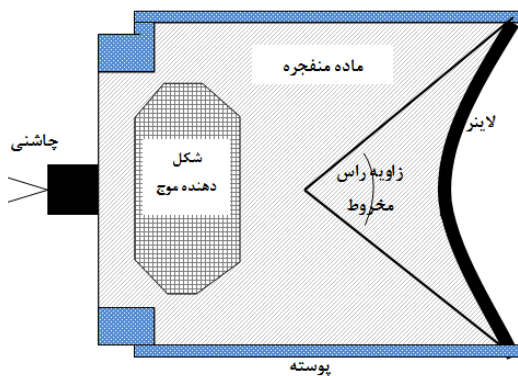 ماده منفجره
لاینر
چاشنی
شکل
دهنده موج
زاویه راس
مخروط
پوسته